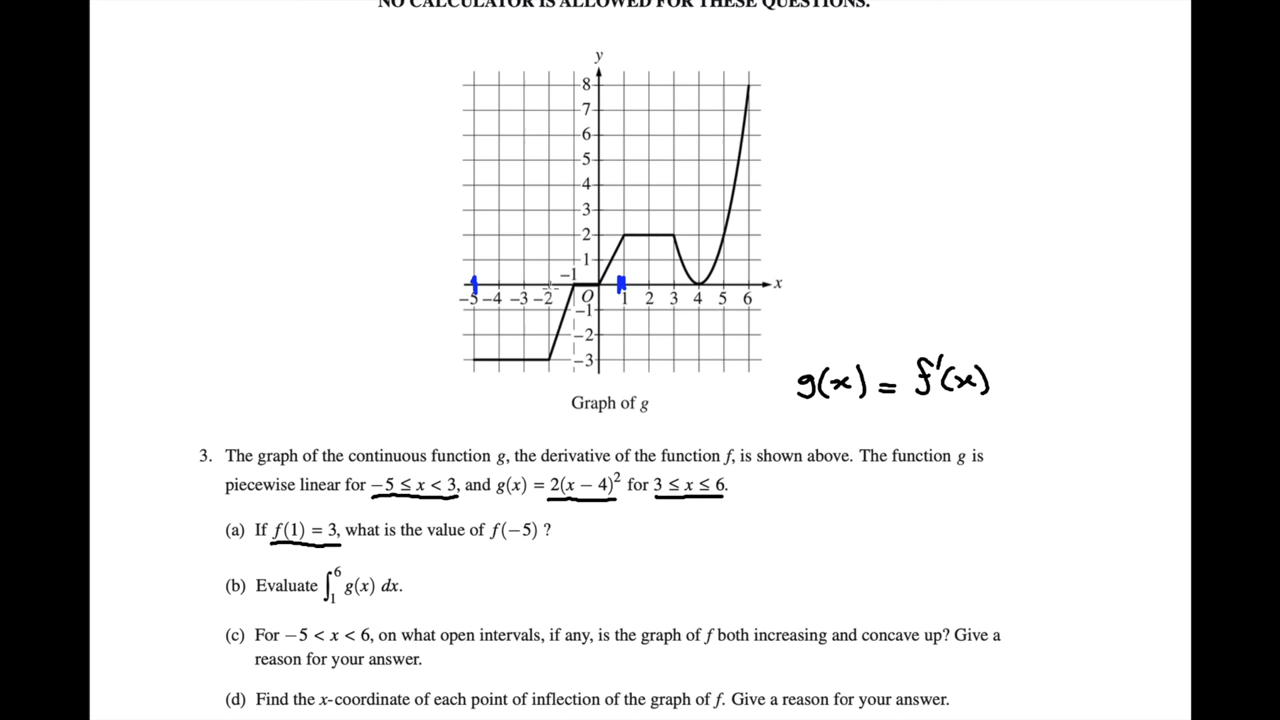 NO CALCULATOR IS ALLOWED FOR THESE QUESTIONS.
y
8
7
6
5
4
3
2
1
−1
−5 −4 −3 −2 O 1 2 3 4 5 6 x
−1
−2
−3
Graph of g
g(x) = f'(x)
3. The graph of the continuous function g, the derivative of the function f, is shown above. The function g is
piecewise linear for −5 ≤ x < 3, and g(x) = 2(x − 4)² for 3 ≤ x ≤ 6.
(a) If f(1) = 3, what is the value of f(−5) ?
(b) Evaluate ∫₁⁶ g(x) dx.
(c) For −5 < x < 6, on what open intervals, if any, is the graph of f both increasing and concave up? Give a
reason for your answer.
(d) Find the x-coordinate of each point of inflection of the graph of f. Give a reason for your answer.